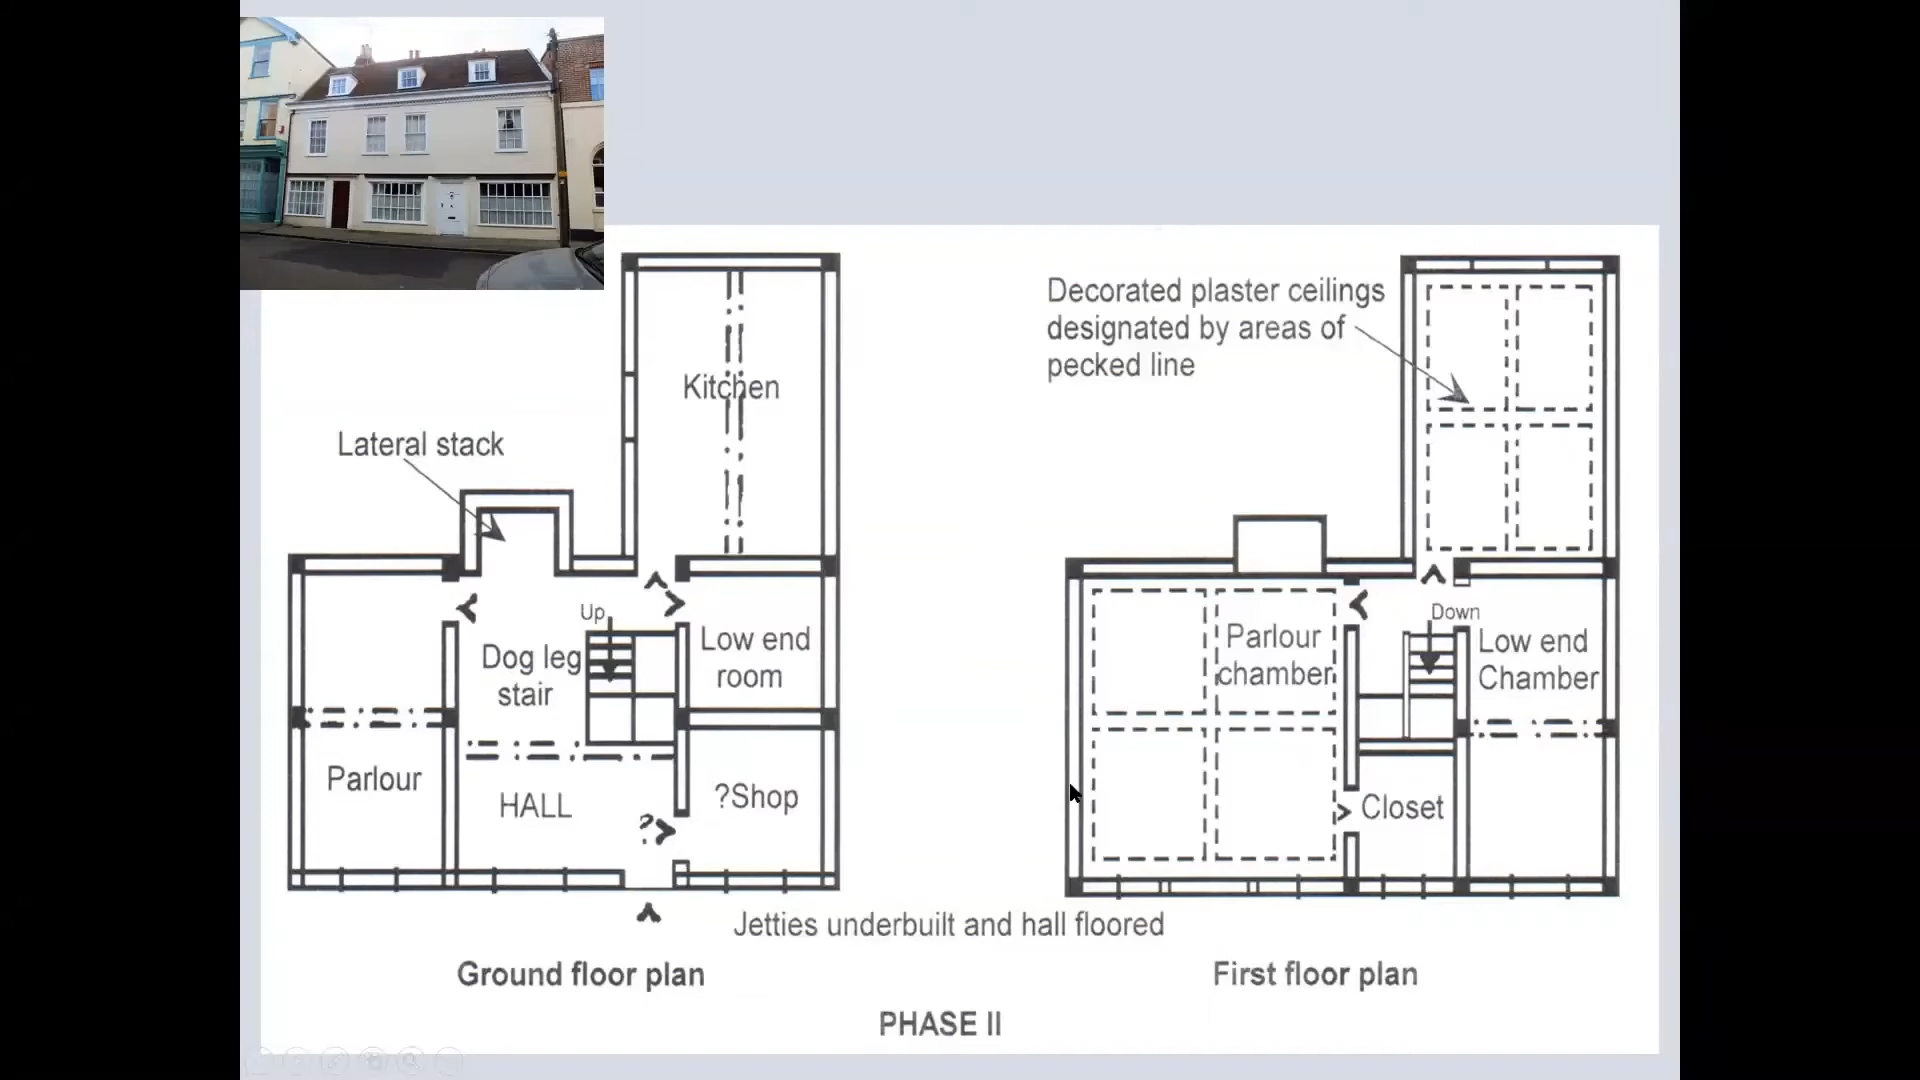 Decorated plaster ceilings
designated by areas of
pecked line
Kitchen
Lateral stack
Up
Dog leg
stair
Low end
room
Parlour
HALL
?
?Shop
Parlour
chamber
Down
Low end
Chamber
Closet
Jetties underbuilt and hall floored
Ground floor plan
First floor plan
PHASE II